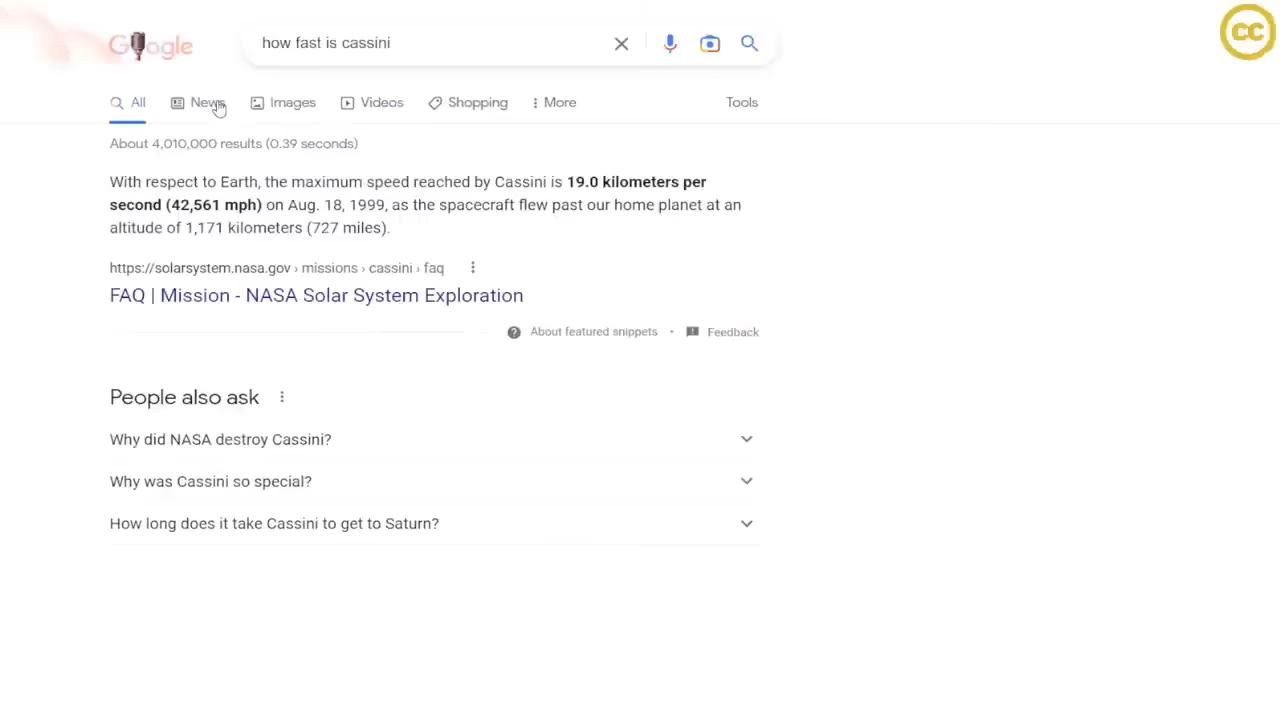 Google
how fast is cassini
CC
All News Images Videos Shopping More Tools
About 4,010,000 results (0.39 seconds)
With respect to Earth, the maximum speed reached by Cassini is 19.0 kilometers per
second (42,561 mph) on Aug. 18, 1999, as the spacecraft flew past our home planet at an
altitude of 1,171 kilometers (727 miles).
https://solarsystem.nasa.gov › missions › cassini › faq
FAQ | Mission - NASA Solar System Exploration
About featured snippets • Feedback
People also ask
Why did NASA destroy Cassini?
Why was Cassini so special?
How long does it take Cassini to get to Saturn?